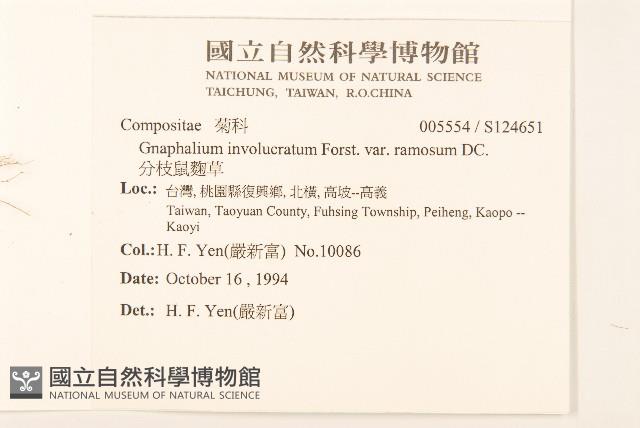 國立自然科學博物館
NATIONAL MUSEUM OF NATURAL SCIENCE
TAICHUNG, TAIWAN, R.O.CHINA
Compositae 菊科 005554 / S124651
Gnaphalium involucratum Forst. var. ramosum DC.
分枝鼠麴草
Loc.: 台灣, 桃園縣復興鄉, 北橫, 高坡--高義
Taiwan, Taoyuan County, Fuhsing Township, Peiheng, Kaopo --
Kaoyi
Col.:H. F. Yen(嚴新富) No.10086
Date: October 16 , 1994
Det.: H. F. Yen(嚴新富)
國立自然科學博物館
NATIONAL MUSEUM OF NATURAL SCIENCE